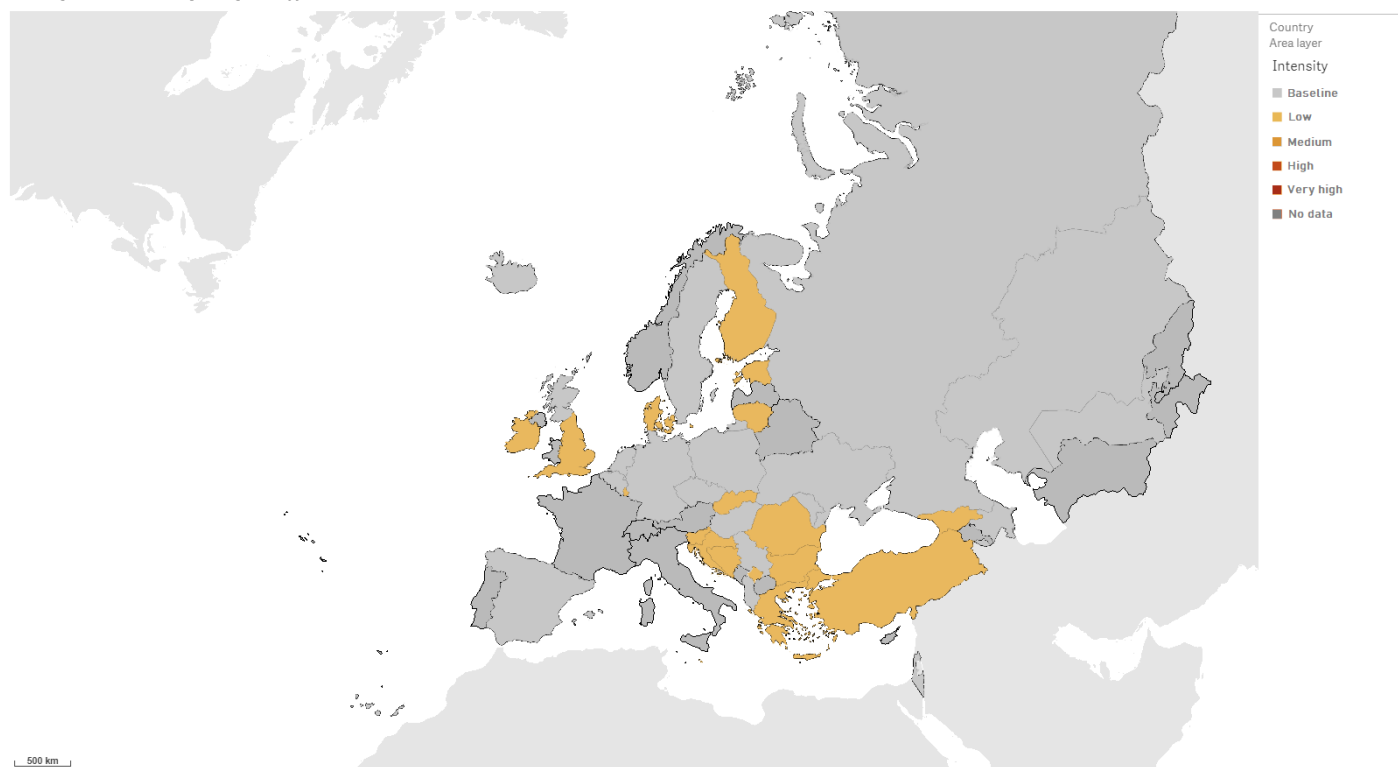 Country
Area layer
Intensity
Baseline
Low
Medium
High
Very high
No data
500 km